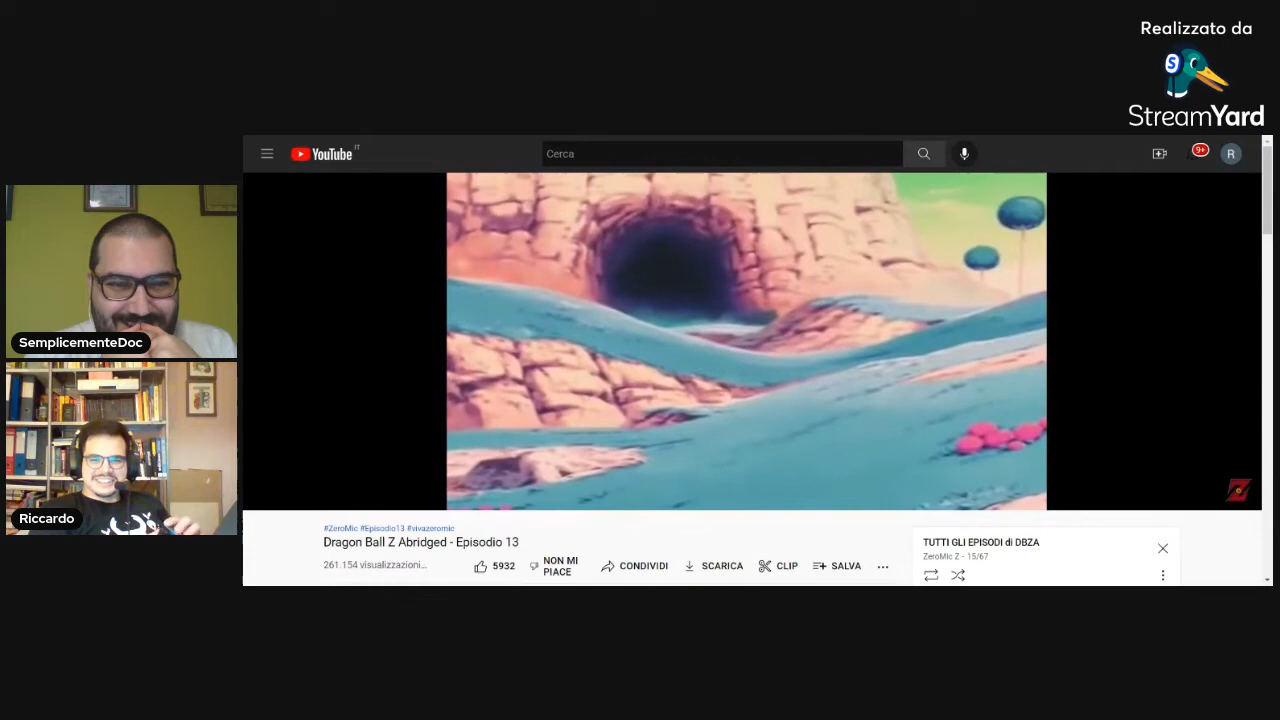 Realizzato da
StreamYard
YouTube IT
Cerca
9+
R
SemplicementeDoc
Riccardo
#ZeroMic #Episodio13 #vivazeromic
Dragon Ball Z Abridged - Episodio 13
261.154 visualizzazioni...
5932
NON MI
PIACE
CONDIVIDI
SCARICA
CLIP
SALVA
TUTTI GLI EPISODI di DBZA
ZeroMic Z - 15/67